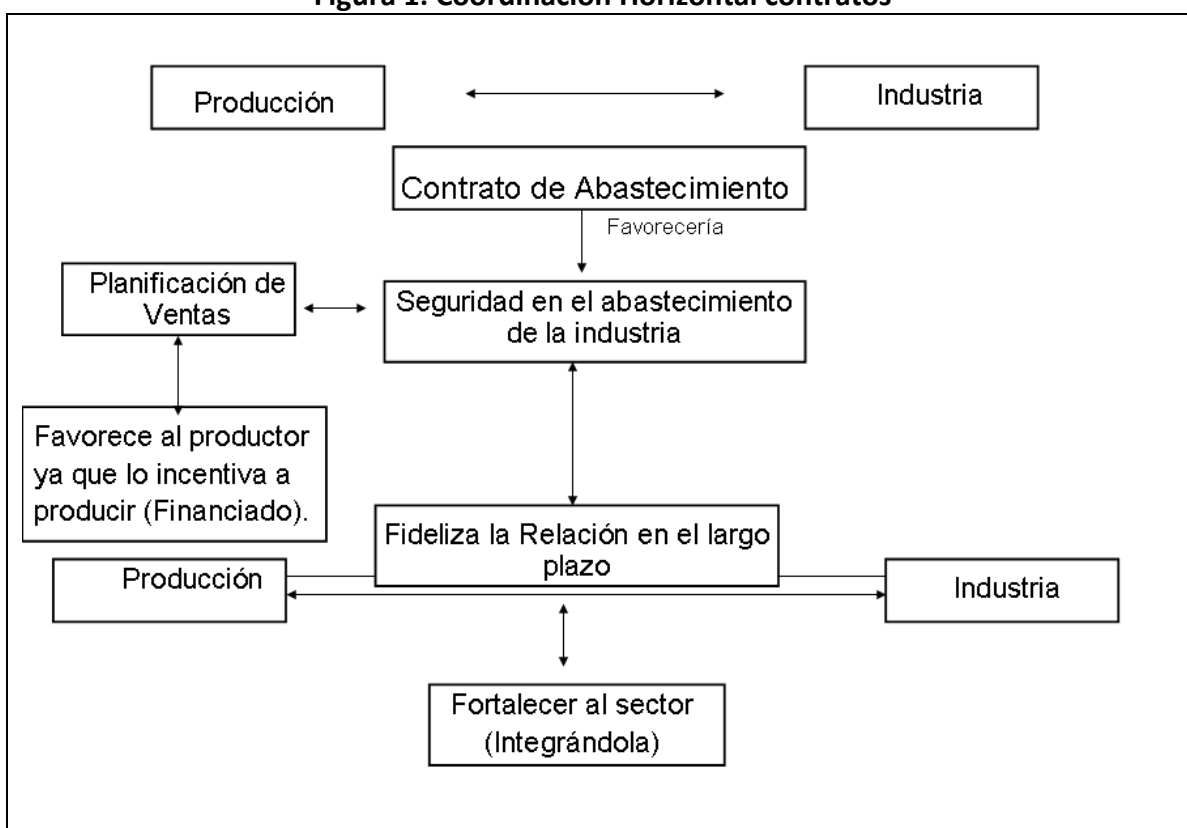 Figura 1: Coordinación Horizontal contratos
Producción
Industria
Contrato de Abastecimiento
Favorecería
Planificación de
Ventas
Seguridad en el abastecimiento
de la industria
Favorece al productor
ya que lo incentiva a
producir (Financiado).
Fideliza la Relación en el largo
plazo
Producción
Industria
Fortalecer al sector
(Integrándola)